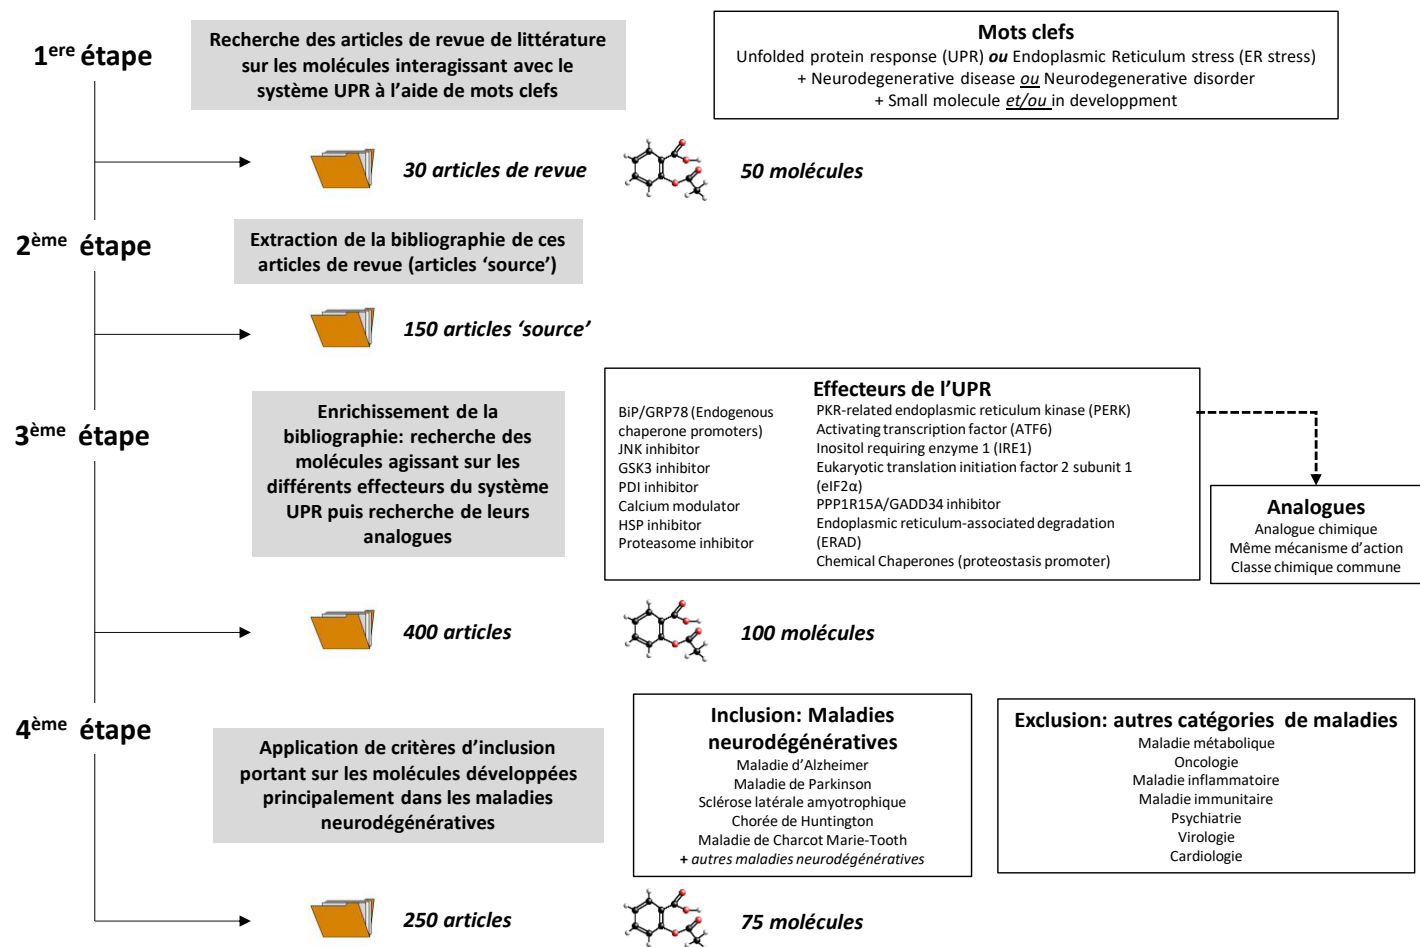 1ere étape
Recherche des articles de revue de littérature
sur les molécules interagissant avec le
système UPR à l'aide de mots clefs
Mots clefs
Unfolded protein response (UPR) ou Endoplasmic Reticulum stress (ER stress)
+ Neurodegenerative disease ou Neurodegenerative disorder
+ Small molecule et/ou in developpment
30 articles de revue
50 molécules
2ème étape
Extraction de la bibliographie de ces
articles de revue (articles ‘source’)
150 articles ‘source’
3ème étape
Enrichissement de la
bibliographie: recherche des
molécules agissant sur les
différents effecteurs du système
UPR puis recherche de leurs
analogues
Effecteurs de l’UPR
BiP/GRP78 (Endogenous
chaperone promoters)
JNK inhibitor
GSK3 inhibitor
PDI inhibitor
Calcium modulator
HSP inhibitor
Proteasome inhibitor
PKR-related endoplasmic reticulum kinase (PERK)
Activating transcription factor (ATF6)
Inositol requiring enzyme 1 (IRE1)
Eukaryotic translation initiation factor 2 subunit 1
(eIF2α)
PPP1R15A/GADD34 inhibitor
Endoplasmic reticulum-associated degradation
(ERAD)
Chemical Chaperones (proteostasis promoter)
Analogues
Analogue chimique
Même mécanisme d’action
Classe chimique commune
400 articles
100 molécules
4ème étape
Application de critères d’inclusion
portant sur les molécules développées
principalement dans les maladies
neurodégénératives
Inclusion: Maladies
neurodégénératives
Maladie d’Alzheimer
Maladie de Parkinson
Sclérose latérale amyotrophique
Chorée de Huntington
Maladie de Charcot Marie-Tooth
+ autres maladies neurodégénératives
Exclusion: autres catégories de maladies
Maladie métabolique
Oncologie
Maladie inflammatoire
Maladie immunitaire
Psychiatrie
Virologie
Cardiologie
250 articles
75 molécules